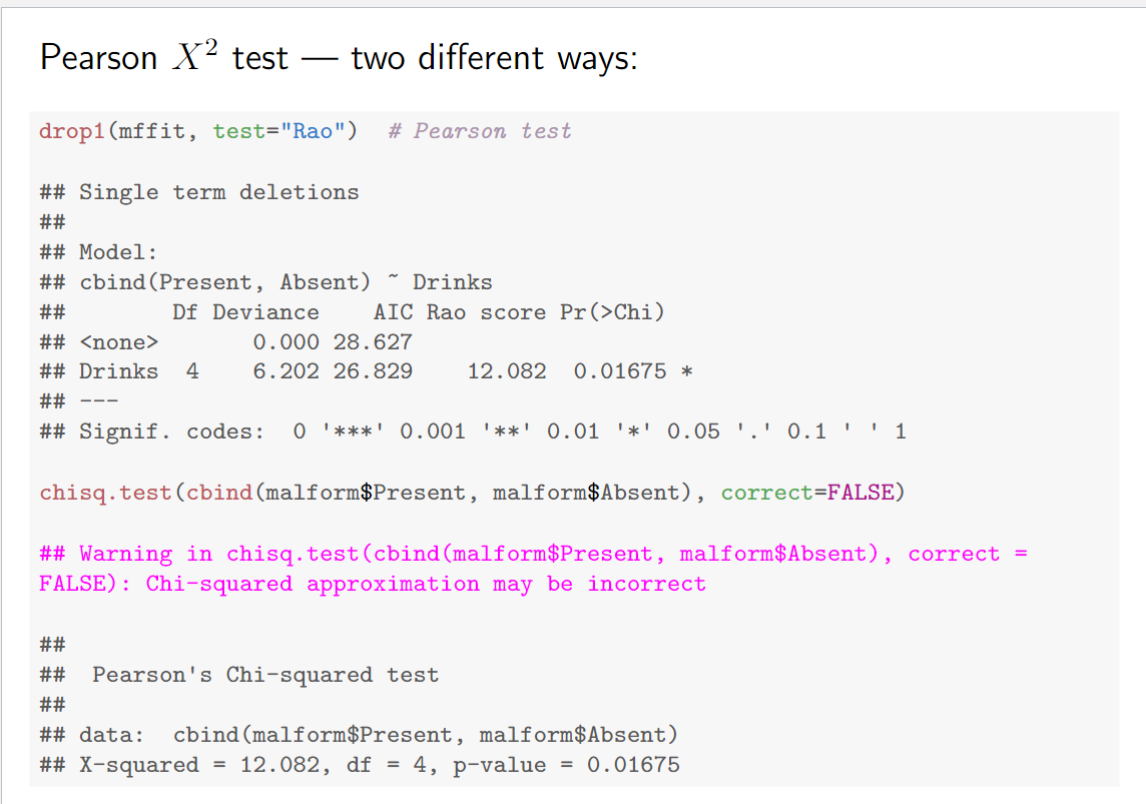 Pearson X² test — two different ways:
drop1(mffit, test="Rao")  # Pearson test
## Single term deletions
##
## Model:
## cbind(Present, Absent) ~ Drinks
##        Df Deviance    AIC Rao score Pr(>Chi)
## <none>       0.000 28.627
## Drinks  4    6.202 26.829    12.082  0.01675 *
## ---
## Signif. codes:  0 '***' 0.001 '**' 0.01 '*' 0.05 '.' 0.1 ' ' 1
chisq.test(cbind(malform$Present, malform$Absent), correct=FALSE)
## Warning in chisq.test(cbind(malform$Present, malform$Absent), correct =
FALSE): Chi-squared approximation may be incorrect
##
##  Pearson's Chi-squared test
##
## data:  cbind(malform$Present, malform$Absent)
## X-squared = 12.082, df = 4, p-value = 0.01675